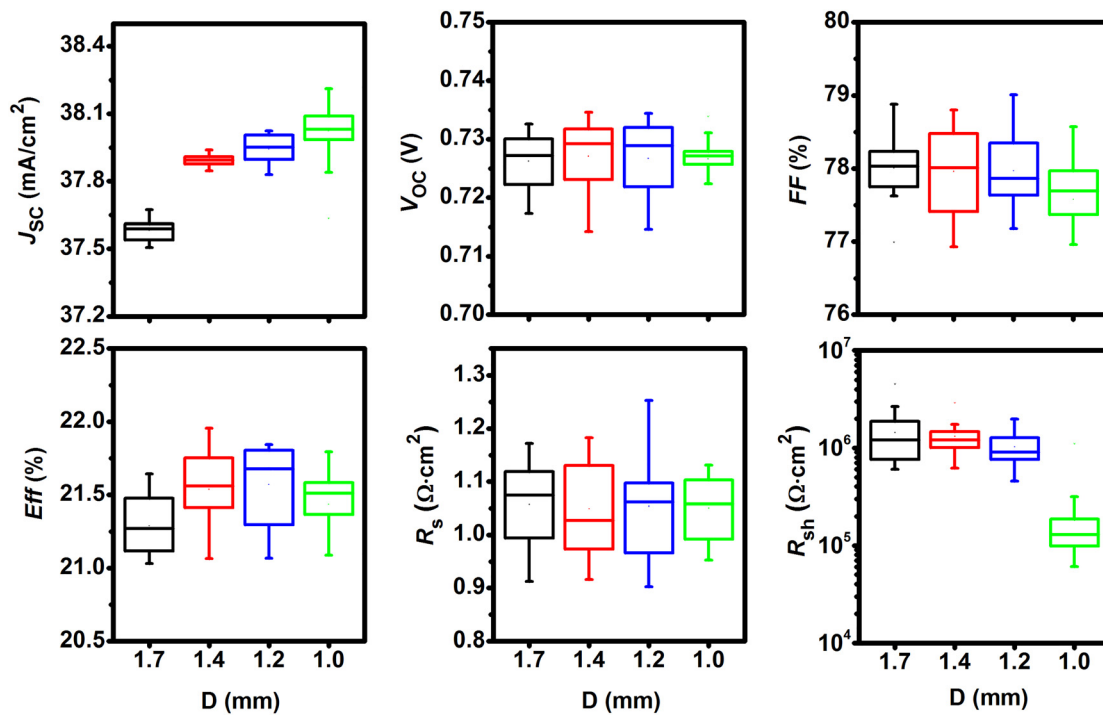 38.4
38.1
37.8
37.5
37.2
J_SC (mA/cm²)
0.75
0.74
0.73
0.72
0.71
0.70
V_OC (V)
80
79
78
77
76
FF (%)
22.5
22.0
21.5
21.0
20.5
Eff (%)
1.7 1.4 1.2 1.0
D (mm)
1.3
1.2
1.1
1.0
0.9
0.8
R_s (Ω·cm²)
1.7 1.4 1.2 1.0
D (mm)
10⁷
10⁶
10⁵
10⁴
R_sh (Ω·cm²)
1.7 1.4 1.2 1.0
D (mm)